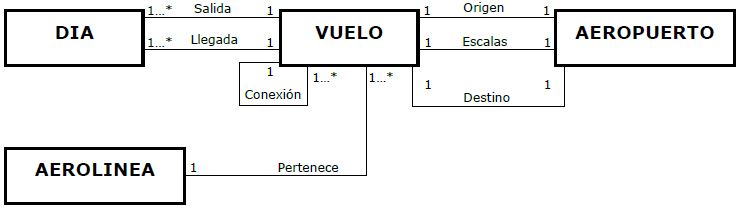 1...* Salida 1
DIA
1...* Llegada 1
VUELO
1 Origen 1
1 Escalas 1
AEROPUERTO
1
Conexión
1...*
1...*
1 1
Destino
AEROLINEA
1
Pertenece